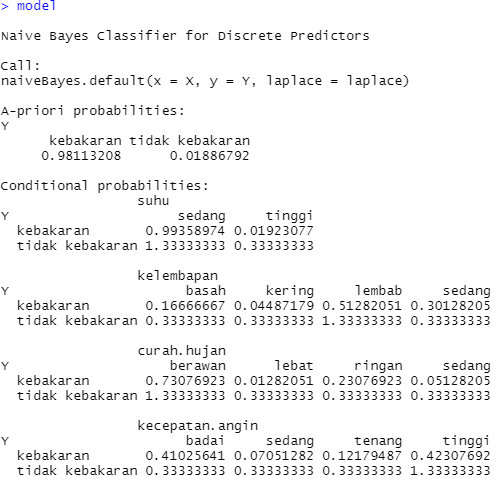 > model
Naive Bayes Classifier for Discrete Predictors
Call:
naiveBayes.default(x = X, y = Y, laplace = laplace)
A-priori probabilities:
Y
kebakaran tidak kebakaran
0.98113208 0.01886792
Conditional probabilities:
suhu
Y sedang tinggi
kebakaran 0.99358974 0.01923077
tidak kebakaran 1.33333333 0.33333333
kelembapan
Y basah kering lembab sedang
kebakaran 0.16666667 0.04487179 0.51282051 0.30128205
tidak kebakaran 0.33333333 0.33333333 1.33333333 0.33333333
curah.hujan
Y berawan lebat ringan sedang
kebakaran 0.73076923 0.01282051 0.23076923 0.05128205
tidak kebakaran 1.33333333 0.33333333 0.33333333 0.33333333
kecepatan.angin
Y badai sedang tenang tinggi
kebakaran 0.41025641 0.07051282 0.12179487 0.42307692
tidak kebakaran 0.33333333 0.33333333 0.33333333 1.33333333